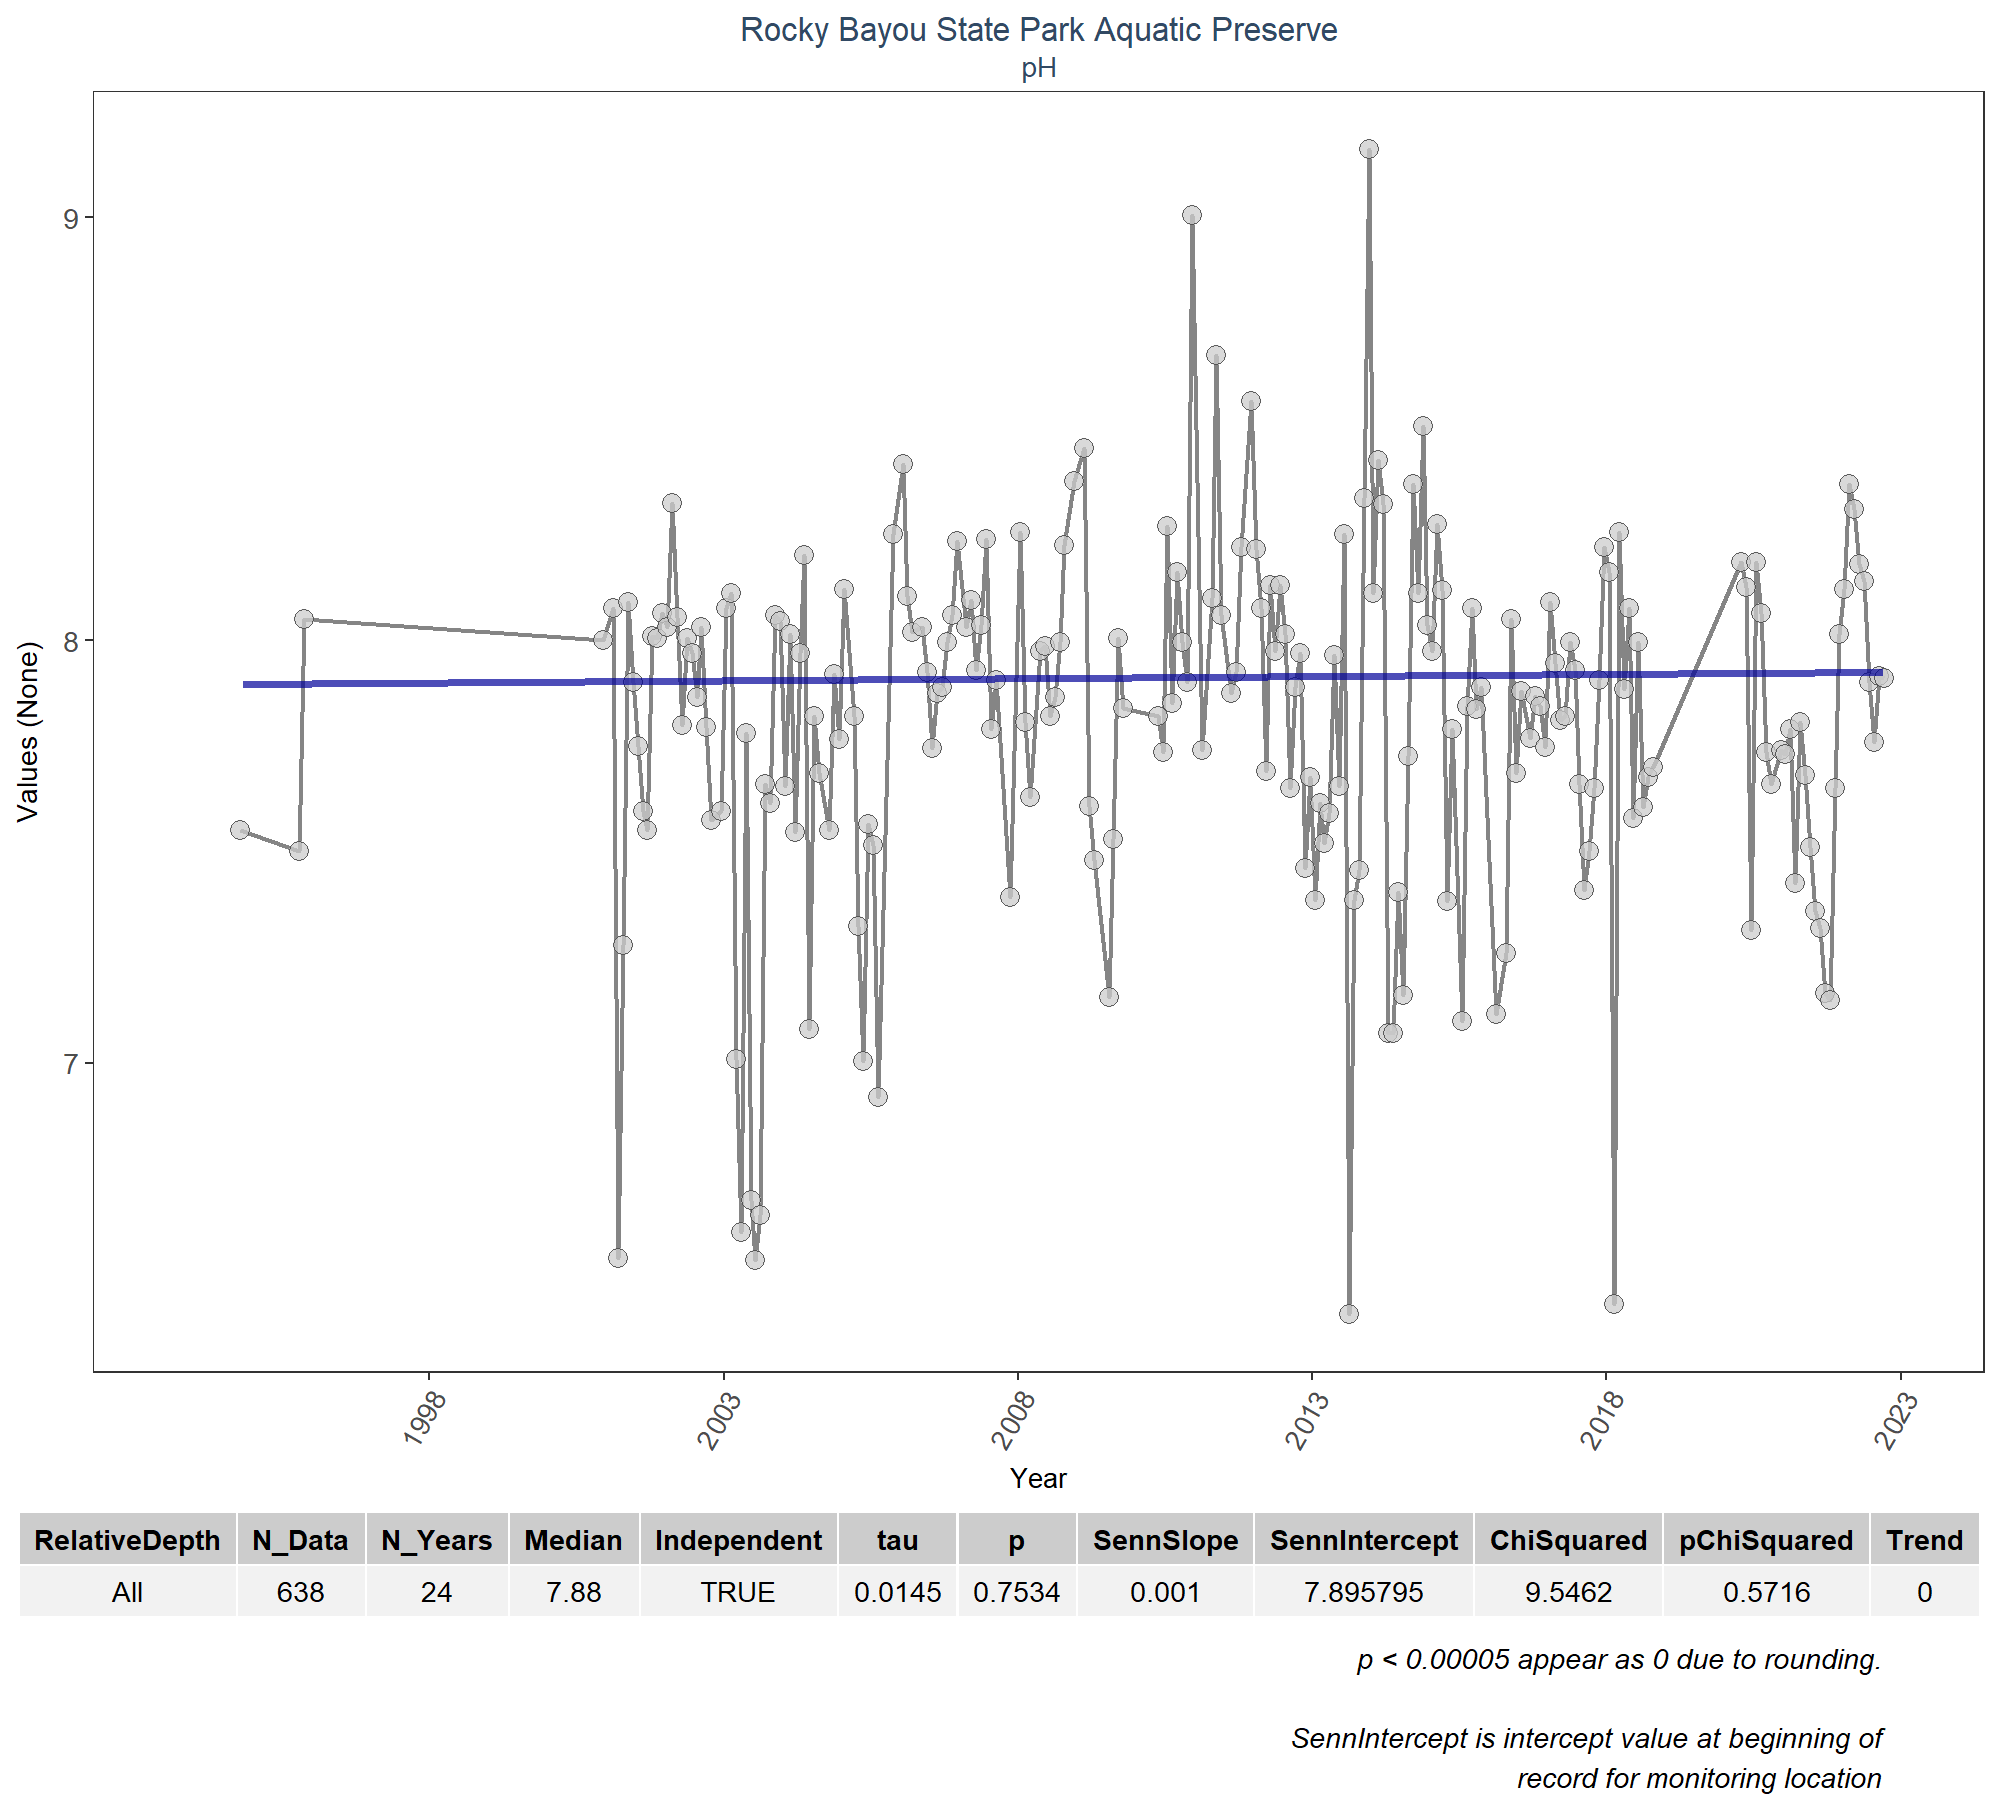 Rocky Bayou State Park Aquatic Preserve
pH
9
8
7
Values (None)
1998
2003
2008
2013
2018
2023
Year
RelativeDepth N_Data N_Years Median Independent tau p SennSlope SennIntercept ChiSquared pChiSquared Trend
All 638 24 7.88 TRUE 0.0145 0.7534 0.001 7.895795 9.5462 0.5716 0
p < 0.00005 appear as 0 due to rounding.
SennIntercept is intercept value at beginning of
record for monitoring location